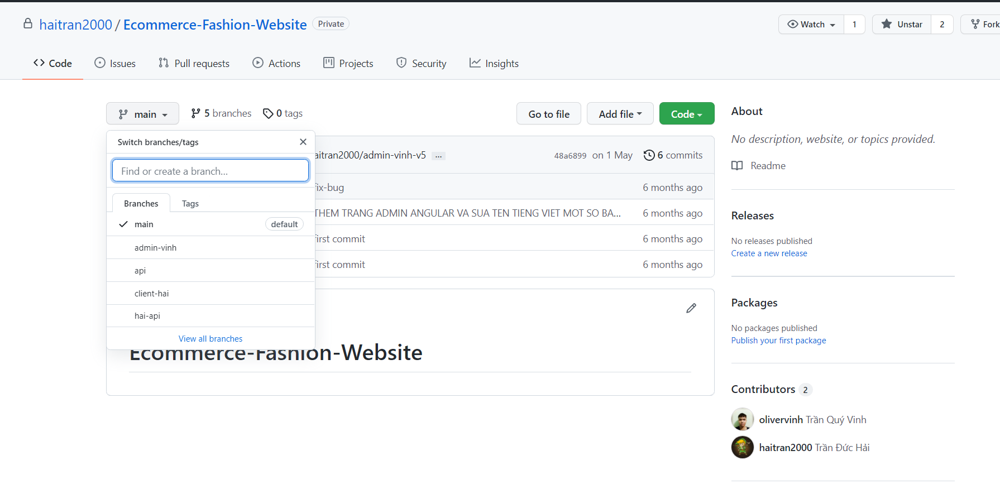 haitran2000 / Ecommerce-Fashion-Website Private
Watch 1 Unstar 2 Fork
Code Issues Pull requests Actions Projects Security Insights
main 5 branches 0 tags Go to file Add file Code
Switch branches/tags
Find or create a branch...
Branches Tags
main default
admin-vinh
api
client-hai
hai-api
View all branches
aitran2000/admin-vinh-v5 ... 48a6899 on 1 May 6 commits
fix-bug 6 months ago
THEM TRANG ADMIN ANGULAR VA SUA TEN TIENG VIET MOT SO BA... 6 months ago
first commit 6 months ago
first commit 6 months ago
Ecommerce-Fashion-Website
About
No description, website, or topics provided.
Readme
Releases
No releases published
Create a new release
Packages
No packages published
Publish your first package
Contributors 2
olivervinh Trần Quý Vinh
haitran2000 Trần Đức Hải